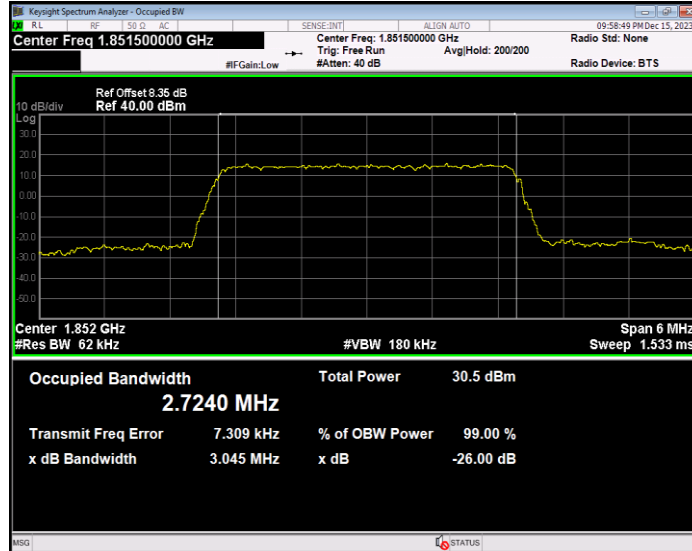 Keysight Spectrum Analyzer - Occupied BW
RL RF 50 Ω AC SENSE:INT ALIGN AUTO 09:58:49 PM Dec 15, 2023
Center Freq 1.851500000 GHz Center Freq: 1.851500000 GHz Radio Std: None
Trig: Free Run Avg|Hold: 200/200
#IFGain:Low #Atten: 40 dB Radio Device: BTS
Ref Offset 8.35 dB
10 dB/div Ref 40.00 dBm
Log
30.0
20.0
10.0
0.00
-10.0
-20.0
-30.0
-40.0
-50.0
Center 1.852 GHz Span 6 MHz
#Res BW 62 kHz #VBW 180 kHz Sweep 1.533 ms
Occupied Bandwidth Total Power 30.5 dBm
2.7240 MHz
Transmit Freq Error 7.309 kHz % of OBW Power 99.00 %
x dB Bandwidth 3.045 MHz x dB -26.00 dB
MSG STATUS